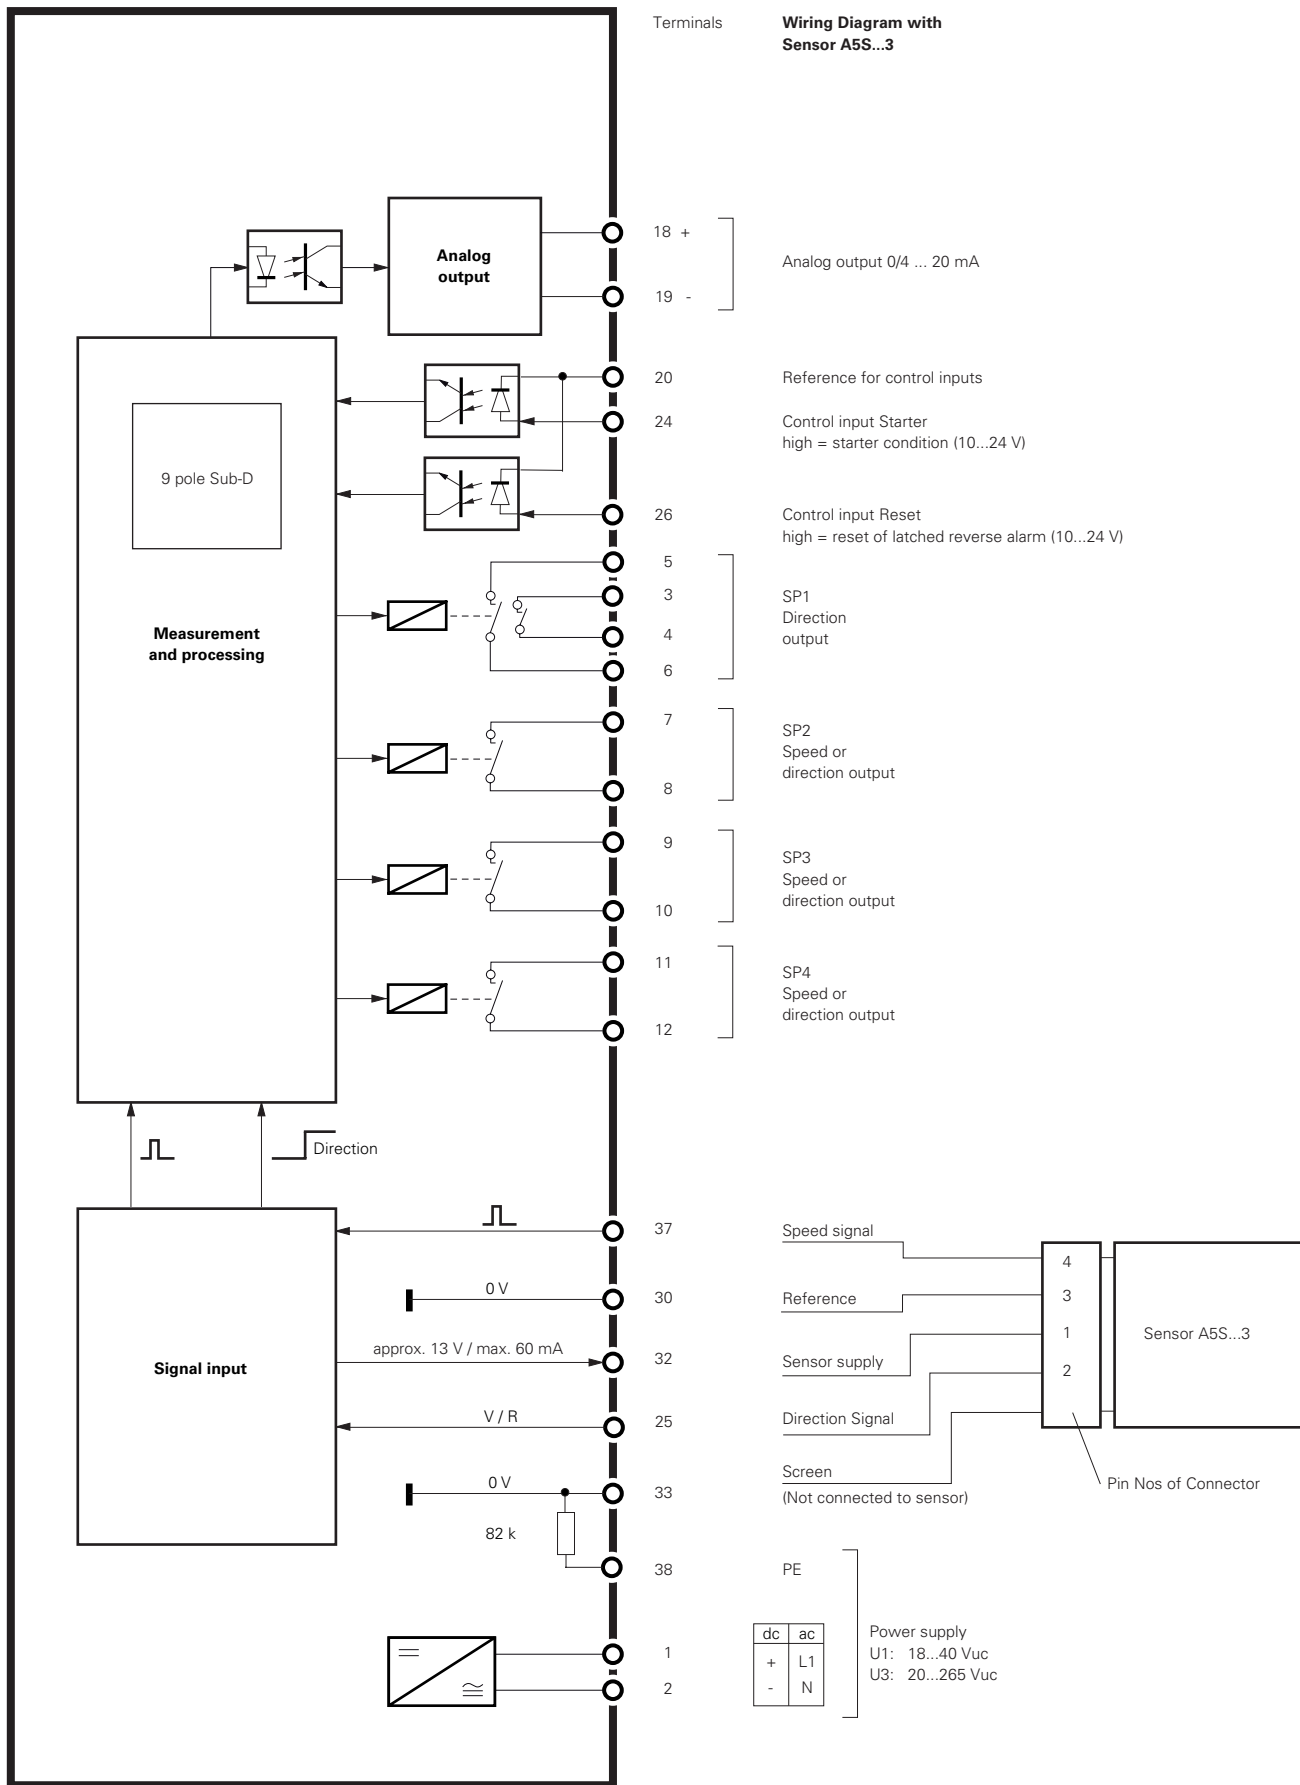 Terminals
Wiring Diagram with
Sensor A5S...3
Analog
output
18 +
19 -
Analog output 0/4 ... 20 mA
20
Reference for control inputs
24
Control input Starter
high = starter condition (10...24 V)
9 pole Sub-D
26
Control input Reset
high = reset of latched reverse alarm (10...24 V)
5
3
4
6
SP1
Direction
output
Measurement
and processing
7
8
SP2
Speed or
direction output
9
10
SP3
Speed or
direction output
11
12
SP4
Speed or
direction output
Direction
37
Speed signal
0 V
30
Reference
approx. 13 V / max. 60 mA
32
Sensor supply
Signal input
V / R
25
Direction Signal
4
3
1
2
Sensor A5S...3
Pin Nos of Connector
0 V
33
Screen
(Not connected to sensor)
82 k
38
PE
1
2
dc ac
+ L1
- N
Power supply
U1: 18...40 Vuc
U3: 20...265 Vuc